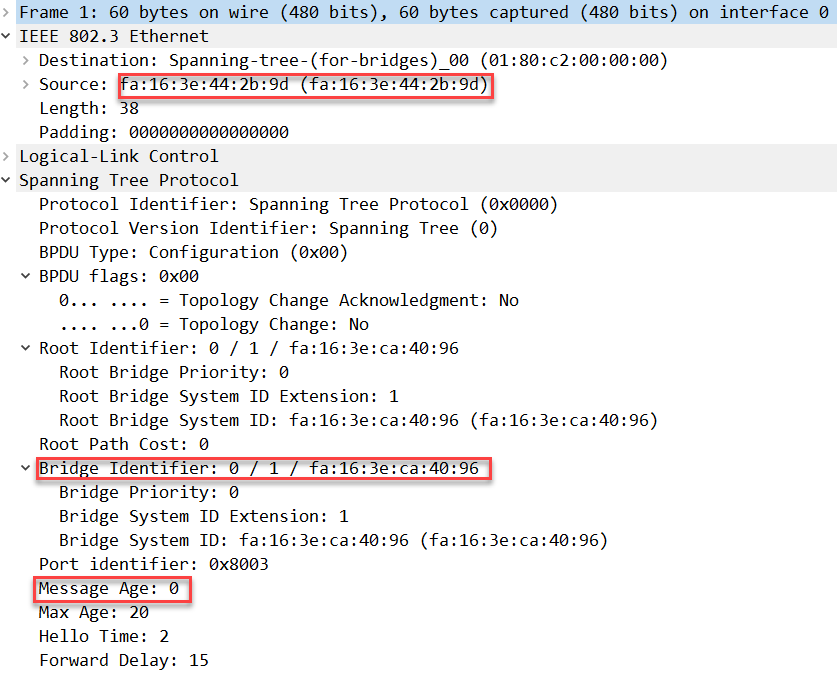 Frame 1: 60 bytes on wire (480 bits), 60 bytes captured (480 bits) on interface 0
IEEE 802.3 Ethernet
Destination: Spanning-tree-(for-bridges)_00 (01:80:c2:00:00:00)
Source: fa:16:3e:44:2b:9d (fa:16:3e:44:2b:9d)
Length: 38
Padding: 0000000000000000
Logical-Link Control
Spanning Tree Protocol
Protocol Identifier: Spanning Tree Protocol (0x0000)
Protocol Version Identifier: Spanning Tree (0)
BPDU Type: Configuration (0x00)
BPDU flags: 0x00
0... .... = Topology Change Acknowledgment: No
.... ...0 = Topology Change: No
Root Identifier: 0 / 1 / fa:16:3e:ca:40:96
Root Bridge Priority: 0
Root Bridge System ID Extension: 1
Root Bridge System ID: fa:16:3e:ca:40:96 (fa:16:3e:ca:40:96)
Root Path Cost: 0
Bridge Identifier: 0 / 1 / fa:16:3e:ca:40:96
Bridge Priority: 0
Bridge System ID Extension: 1
Bridge System ID: fa:16:3e:ca:40:96 (fa:16:3e:ca:40:96)
Port identifier: 0x8003
Message Age: 0
Max Age: 20
Hello Time: 2
Forward Delay: 15